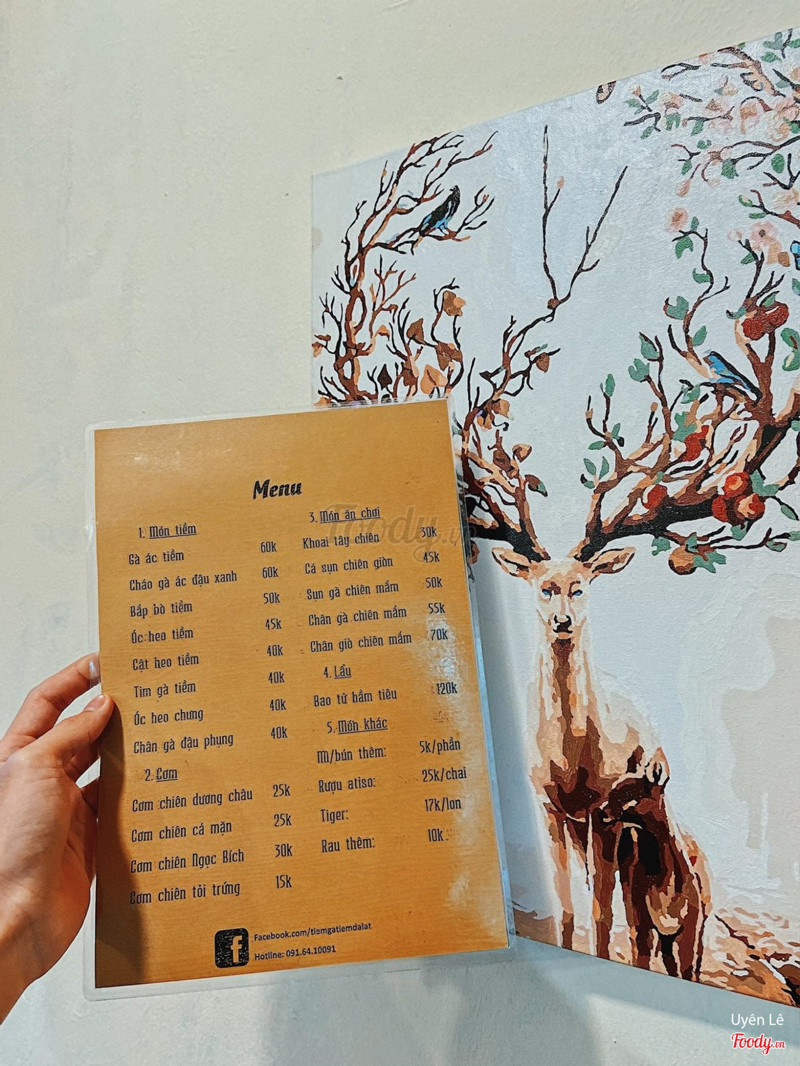 Menu
1. Món tiềm
Gà ác tiềm 60k
Cháo gà ác đậu xanh 60k
Bắp bò tiềm 50k
Óc heo tiềm 45k
Cật heo tiềm 40k
Tim gà tiềm 40k
Óc heo chưng 40k
Chân gà đậu phụng 40k
2. Cơm
Cơm chiên dương châu 25k
Cơm chiên cá mặn 25k
Cơm chiên Ngọc Bích 30k
Cơm chiên tỏi trứng 15k
3. Món ăn chơi
Khoai tây chiên 30k
Cá sụn chiên giòn 45k
Sụn gà chiên mắm 50k
Chân gà chiên mắm 55k
Chân giò chiên mắm 70k
4. Lẩu
Bao tử hầm tiêu 120k
5. Món khác
Mì/bún thêm: 5k/phần
Rượu atiso: 25k/chai
Tiger: 17k/lon
Rau thêm: 10k
Facebook.com/tiemgatiemdalat
Hotline: 091.64.10091
Foody.vn
Uyên Lê
Foody.vn